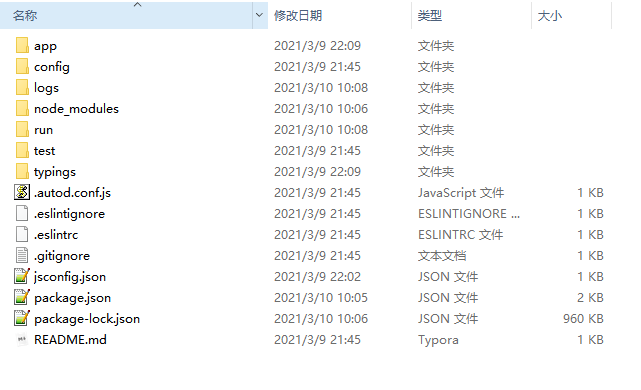 名称 修改日期 类型 大小
app 2021/3/9 22:09 文件夹
config 2021/3/9 21:45 文件夹
logs 2021/3/10 10:08 文件夹
node_modules 2021/3/10 10:06 文件夹
run 2021/3/10 10:08 文件夹
test 2021/3/9 21:45 文件夹
typings 2021/3/9 22:09 文件夹
.autod.conf.js 2021/3/9 21:45 JavaScript 文件 1 KB
.eslintignore 2021/3/9 21:45 ESLINTIGNORE ... 1 KB
.eslintrc 2021/3/9 21:45 ESLINTRC 文件 1 KB
.gitignore 2021/3/9 21:45 文本文档 1 KB
jsconfig.json 2021/3/9 22:02 JSON 文件 1 KB
package.json 2021/3/10 10:05 JSON 文件 2 KB
package-lock.json 2021/3/10 10:06 JSON 文件 960 KB
README.md 2021/3/9 21:45 Typora 1 KB